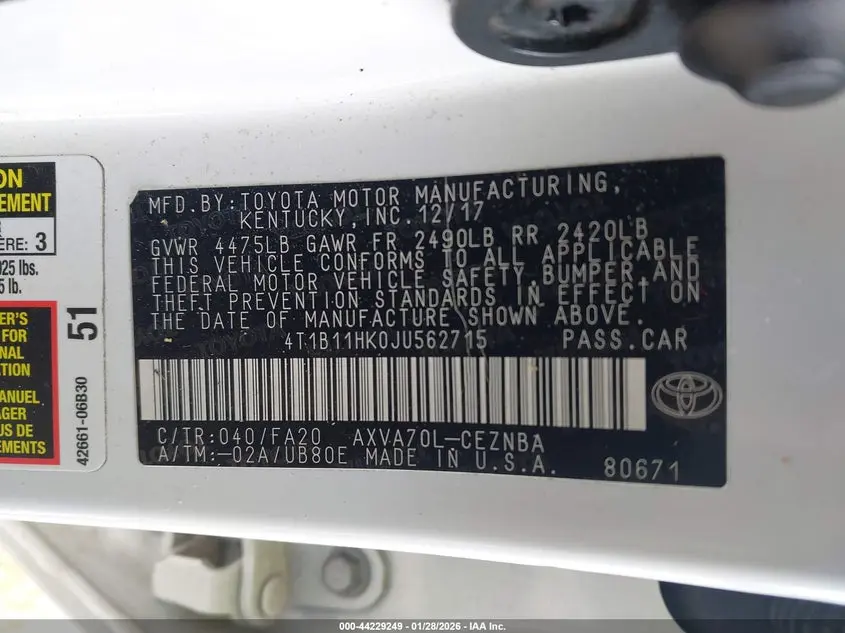 ON
EMENT
R
ÈRE: 3
025 lbs.
5 lb.
ER'S
FOR
NAL
TION
ANUEL
AGER
US DE
NTS.
51
42661-06B30
MFD.BY:TOYOTA MOTOR MANUFACTURING,
KENTUCKY,INC.12/17
GVWR 4475LB GAWR FR 2490LB RR 2420LB
THIS VEHICLE CONFORMS TO ALL APPLICABLE
FEDERAL MOTOR VEHICLE SAFETY,BUMPER,AND
THEFT PREVENTION STANDARDS IN EFFECT ON
THE DATE OF MANUFACTURE SHOWN ABOVE.
4T1B11HK0JU562715 PASS.CAR
C/TR:040/FA20 AXVA70L-CEZNBA
A/TM:-02A/UB80E MADE IN U.S.A. 80671
000-44229249 | 01/28/2026 - IAA Inc.